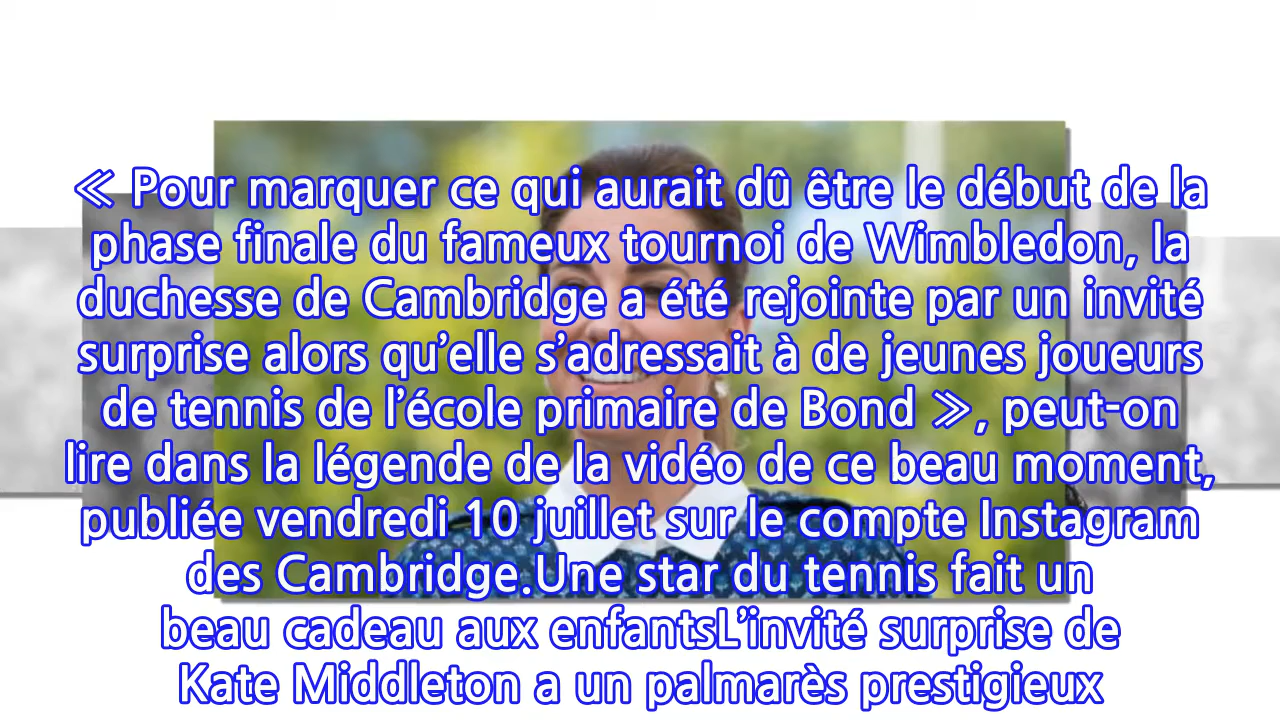 ≪ Pour marquer ce qui aurait dû être le début de la
phase finale du fameux tournoi de Wimbledon, la
duchesse de Cambridge a été rejointe par un invité
surprise alors qu’elle s’adressait à de jeunes joueurs
de tennis de l’école primaire de Bond ≫, peut-on
lire dans la légende de la vidéo de ce beau moment,
publiée vendredi 10 juillet sur le compte Instagram
des Cambridge.Une star du tennis fait un
beau cadeau aux enfantsL’invité surprise de
Kate Middleton a un palmarès prestigieux